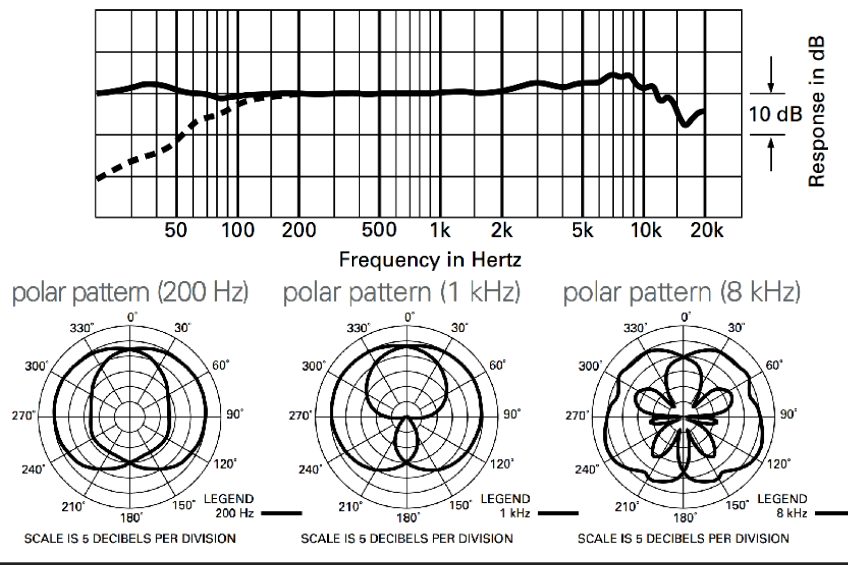 Response in dB
10 dB
50 100 200 500 1k 2k 5k 10k 20k
Frequency in Hertz
polar pattern (200 Hz) polar pattern (1 kHz) polar pattern (8 kHz)
0° 0° 0°
330° 30° 330° 30° 330° 30°
300° 60° 300° 60° 300° 60°
270° 90° 270° 90° 270° 90°
240° 120° 240° 120° 240° 120°
210° 150° 210° 150° 210° 150°
180° 180° 180°
LEGEND LEGEND LEGEND
200 Hz 1 kHz 8 kHz
SCALE IS 5 DECIBELS PER DIVISION SCALE IS 5 DECIBELS PER DIVISION SCALE IS 5 DECIBELS PER DIVISION